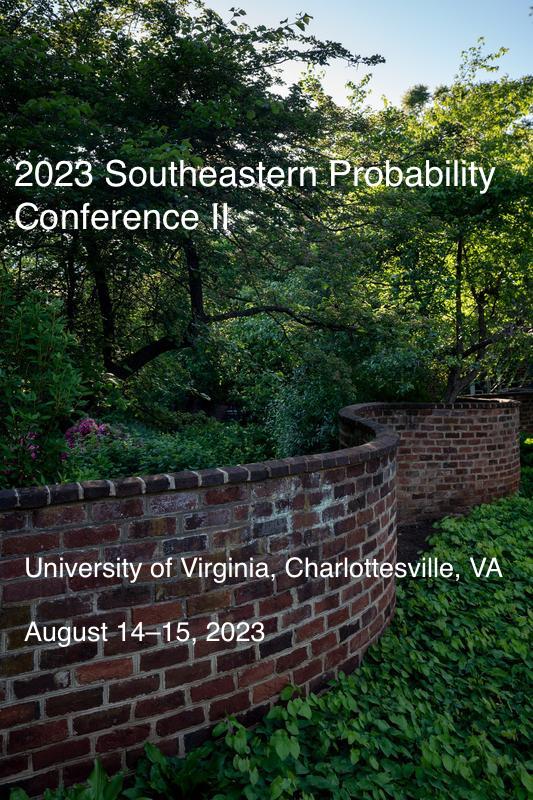 2023 Southeastern Probability
Conference II
University of Virginia, Charlottesville, VA
August 14–15, 2023